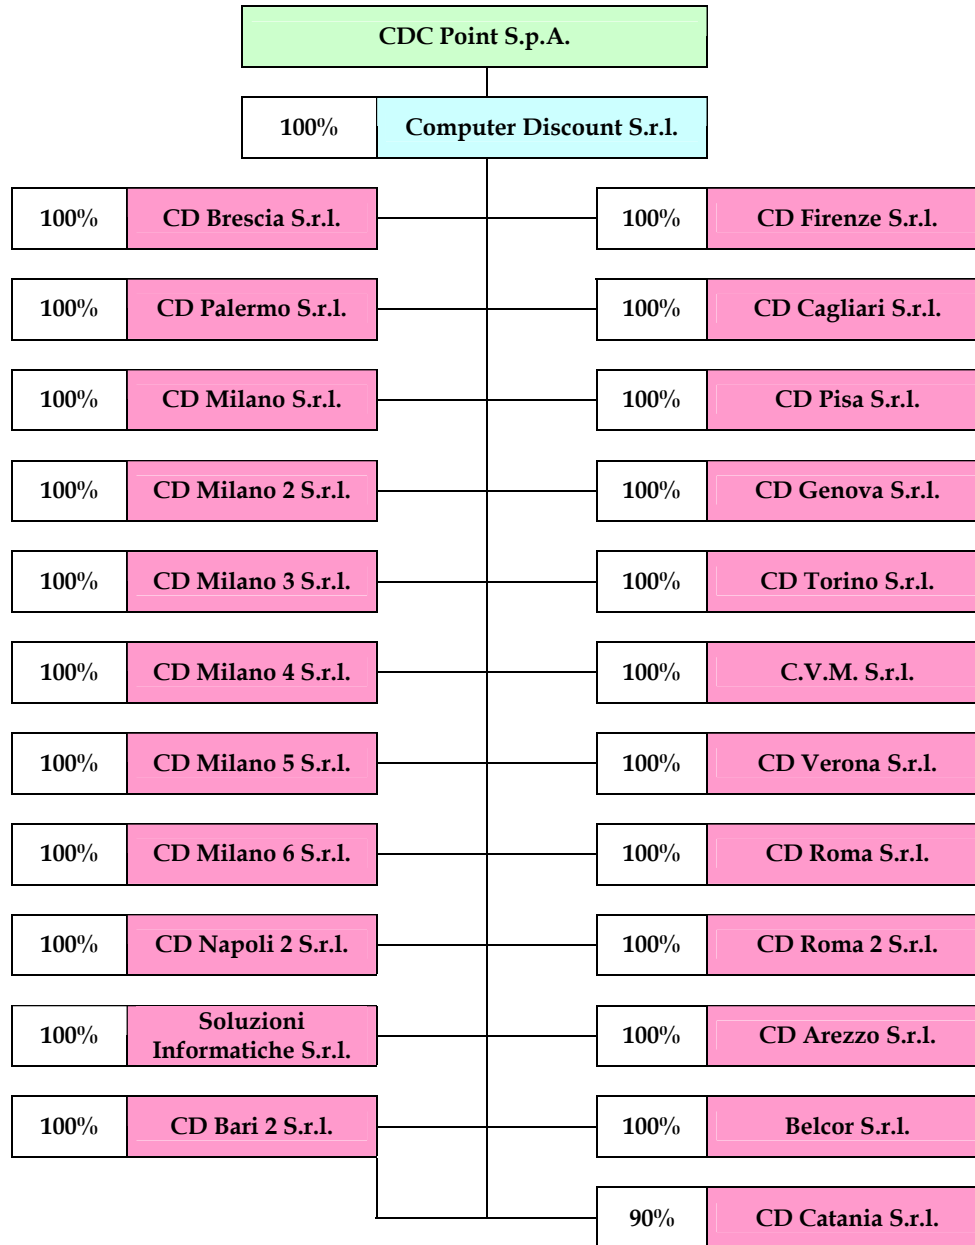 CDC Point S.p.A.
100% Computer Discount S.r.l.
100% CD Brescia S.r.l. 100% CD Firenze S.r.l.
100% CD Palermo S.r.l. 100% CD Cagliari S.r.l.
100% CD Milano S.r.l. 100% CD Pisa S.r.l.
100% CD Milano 2 S.r.l. 100% CD Genova S.r.l.
100% CD Milano 3 S.r.l. 100% CD Torino S.r.l.
100% CD Milano 4 S.r.l. 100% C.V.M. S.r.l.
100% CD Milano 5 S.r.l. 100% CD Verona S.r.l.
100% CD Milano 6 S.r.l. 100% CD Roma S.r.l.
100% CD Napoli 2 S.r.l. 100% CD Roma 2 S.r.l.
100% Soluzioni
Informatiche S.r.l. 100% CD Arezzo S.r.l.
100% CD Bari 2 S.r.l. 100% Belcor S.r.l.
90% CD Catania S.r.l.